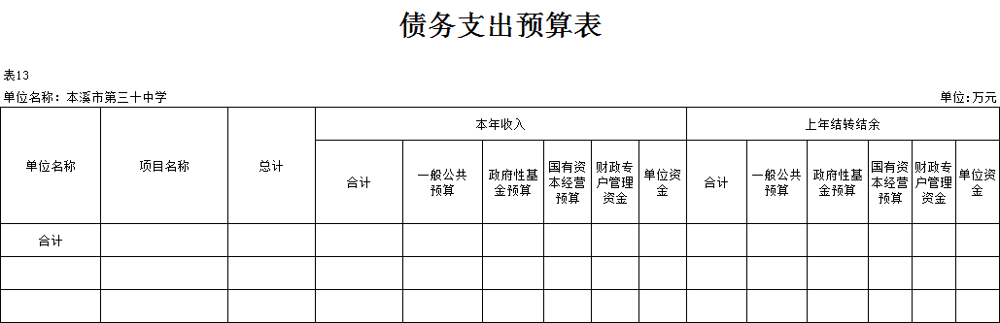 债务支出预算表
表13
单位名称：本溪市第三十中学
单位:万元
单位名称
项目名称
总计
本年收入
上年结转结余
合计
一般公共
预算
政府性基
金预算
国有资
本经营
预算
财政专
户管理
资金
单位资
金
合计
一般公共
预算
政府性基
金预算
国有资
本经营
预算
财政专
户管理
资金
单位资
金
合计